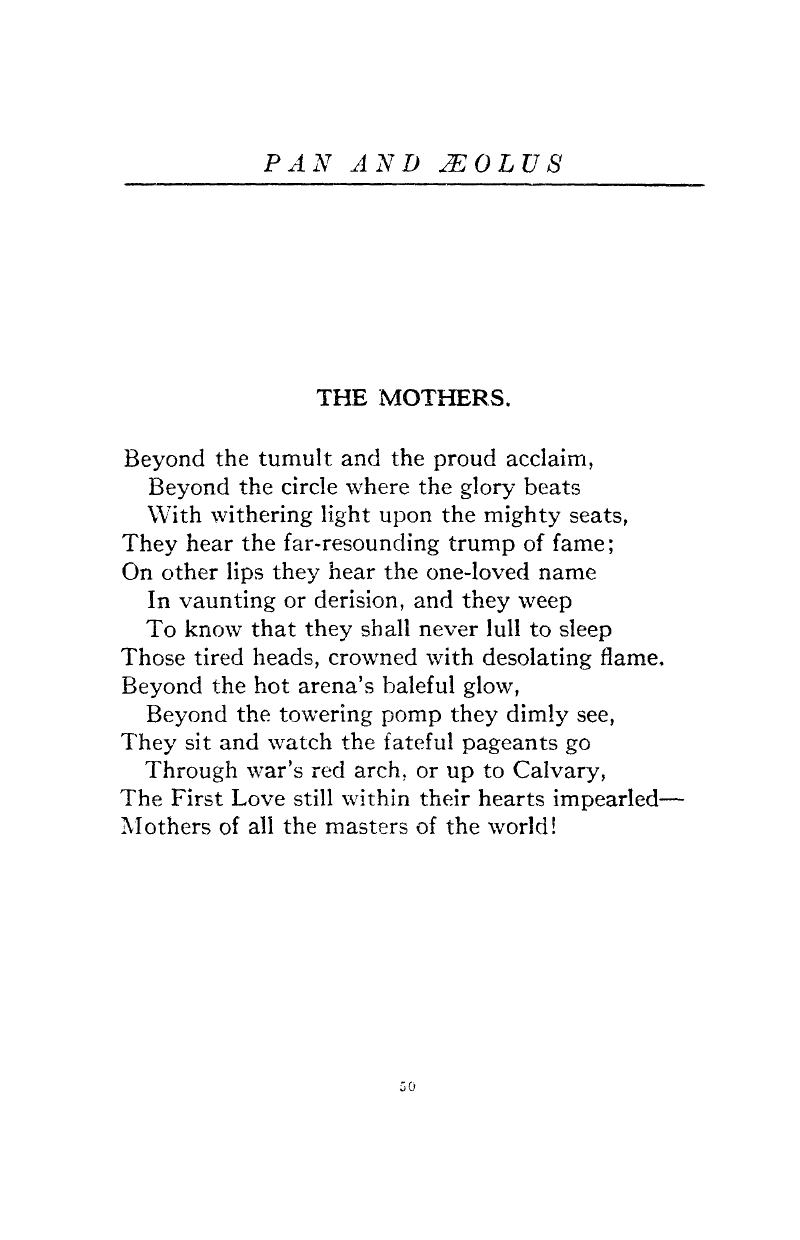 PAN AND ÆOLUS
THE MOTHERS.
Beyond the tumult and the proud acclaim,
Beyond the circle where the glory beats
With withering light upon the mighty seats,
They hear the far-resounding trump of fame;
On other lips they hear the one-loved name
In vaunting or derision, and they weep
To know that they shall never lull to sleep
Those tired heads, crowned with desolating flame.
Beyond the hot arena's baleful glow,
Beyond the towering pomp they dimly see,
They sit and watch the fateful pageants go
Through war's red arch, or up to Calvary,
The First Love still within their hearts impearled—
Mothers of all the masters of the world!
50